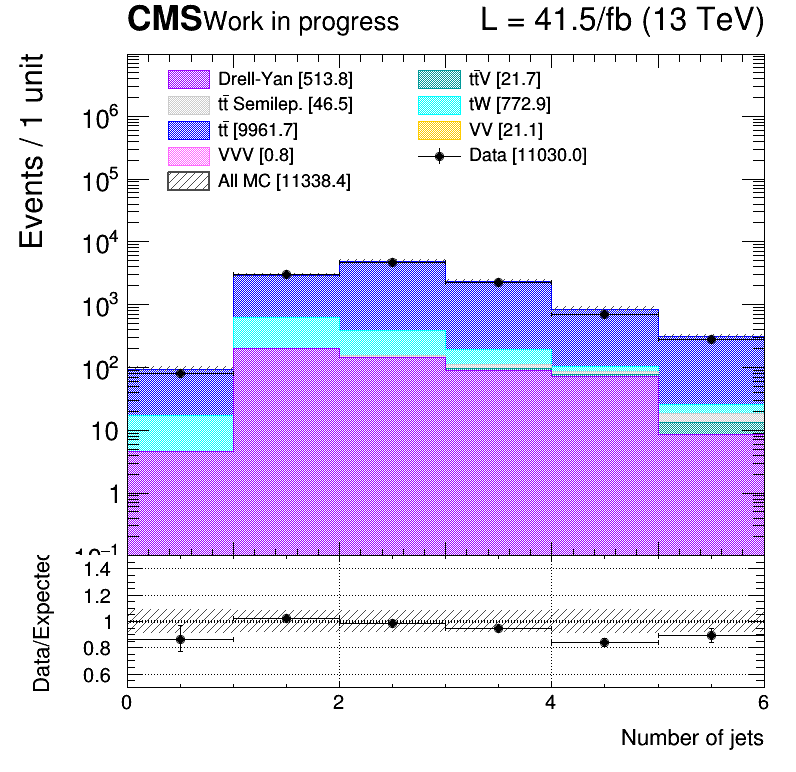 CMS Work in progress L = 41.5/fb (13 TeV)
Events / 1 unit
Drell-Yan [513.8] tt̄V [21.7]
tt̄ Semilep. [46.5] tW [772.9]
tt̄ [9961.7] VV [21.1]
VVV [0.8] Data [11030.0]
All MC [11338.4]
10⁶
10⁵
10⁴
10³
10²
10
1
10⁻¹
Data/Expected
1.4
1.2
1
0.8
0.6
0 2 4 6
Number of jets